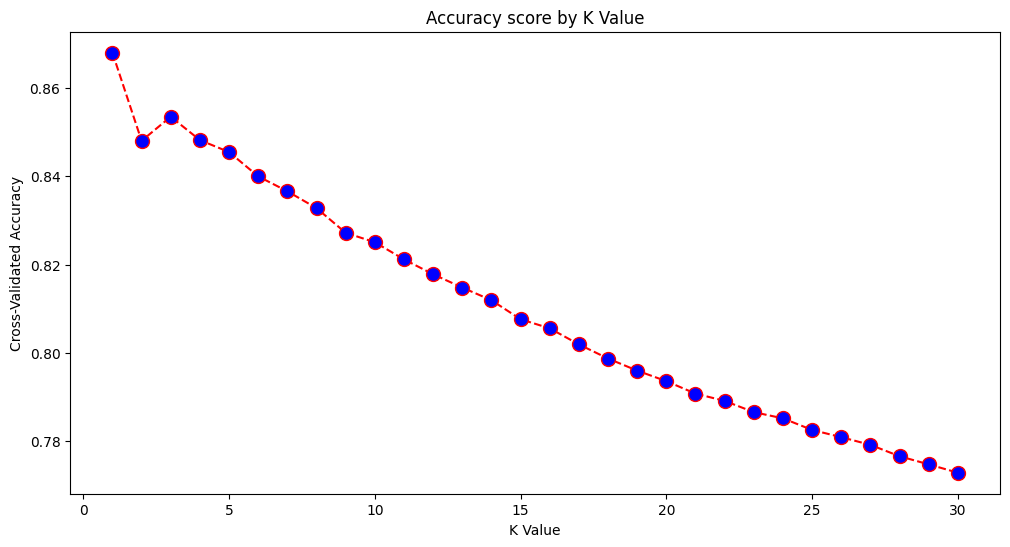 Accuracy score by K Value
0.86
0.84
0.82
0.80
0.78
Cross-Validated Accuracy
0 5 10 15 20 25 30
K Value